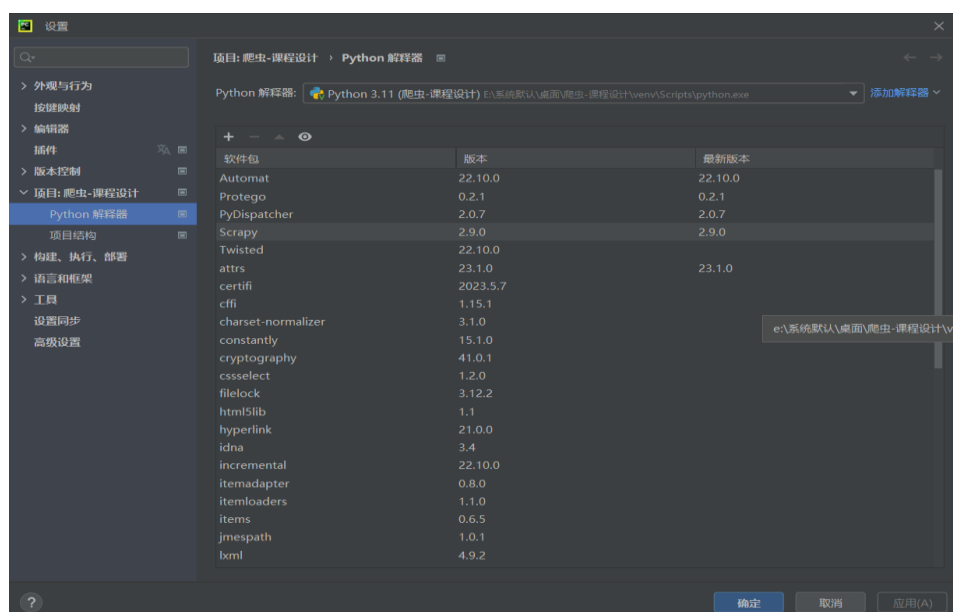 设置
项目: 爬虫-课程设计 › Python 解释器
外观与行为
按键映射
编辑器
插件
版本控制
项目: 爬虫-课程设计
Python 解释器
项目结构
构建、执行、部署
语言和框架
工具
设置同步
高级设置
Python 解释器: Python 3.11 (爬虫-课程设计) E:\系统默认\桌面\爬虫-课程设计\venv\Scripts\python.exe 添加解释器
软件包 版本 最新版本
Automat 22.10.0 22.10.0
Protego 0.2.1 0.2.1
PyDispatcher 2.0.7 2.0.7
Scrapy 2.9.0 2.9.0
Twisted 22.10.0
attrs 23.1.0 23.1.0
certifi 2023.5.7
cffi 1.15.1
charset-normalizer 3.1.0
constantly 15.1.0
cryptography 41.0.1
cssselect 1.2.0
filelock 3.12.2
html5lib 1.1
hyperlink 21.0.0
idna 3.4
incremental 22.10.0
itemadapter 0.8.0
itemloaders 1.1.0
items 0.6.5
jmespath 1.0.1
lxml 4.9.2
e:\系统默认\桌面\爬虫-课程设计\v
? 确定 取消 应用(A)